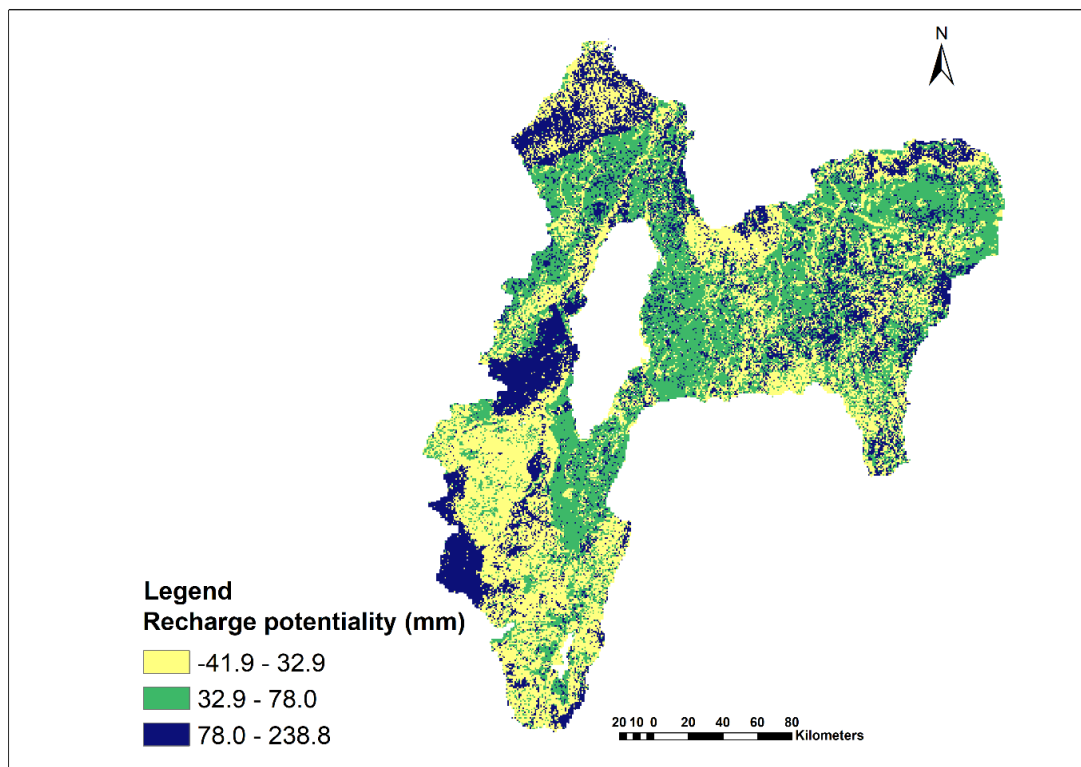 N
Legend
Recharge potentiality (mm)
-41.9 - 32.9
32.9 - 78.0
78.0 - 238.8
20 10 0 20 40 60 80
Kilometers